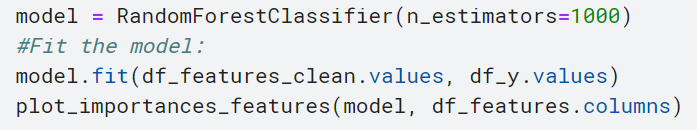 model = RandomForestClassifier(n_estimators=1000)
#Fit the model:
model.fit(df_features_clean.values, df_y.values)
plot_importances_features(model, df_features.columns)